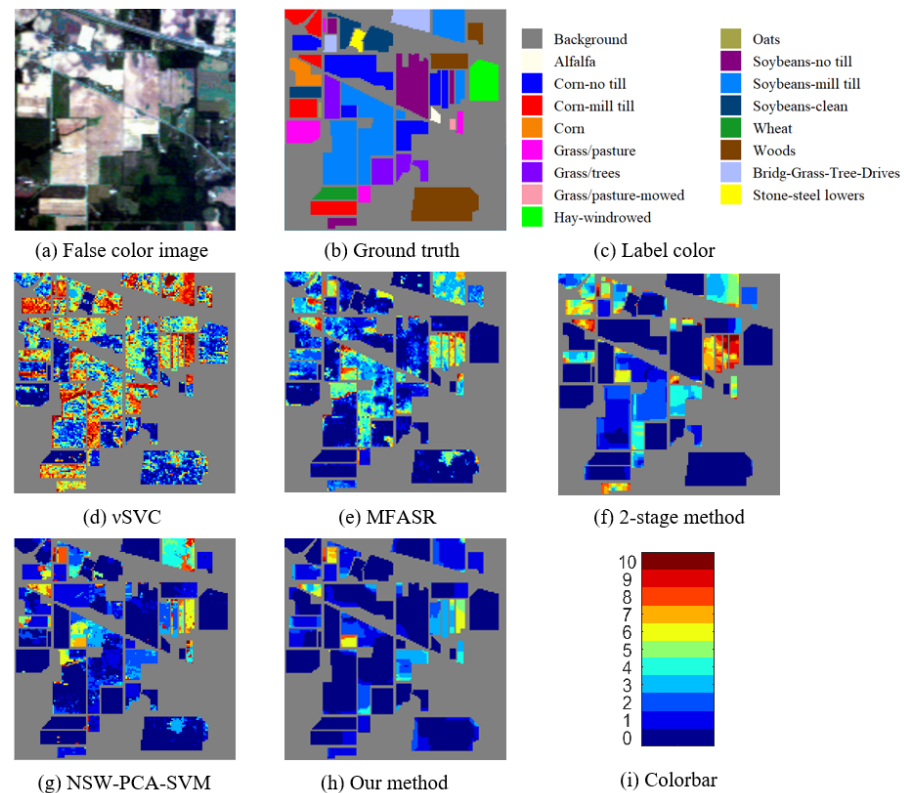 Background
Alfalfa
Corn-no till
Corn-mill till
Corn
Grass/pasture
Grass/trees
Grass/pasture-mowed
Hay-windrowed
Oats
Soybeans-no till
Soybeans-mill till
Soybeans-clean
Wheat
Woods
Bridg-Grass-Tree-Drives
Stone-steel lowers
(a) False color image
(b) Ground truth
(c) Label color
(d) νSVC
(e) MFASR
(f) 2-stage method
10
9
8
7
6
5
4
3
2
1
0
(g) NSW-PCA-SVM
(h) Our method
(i) Colorbar